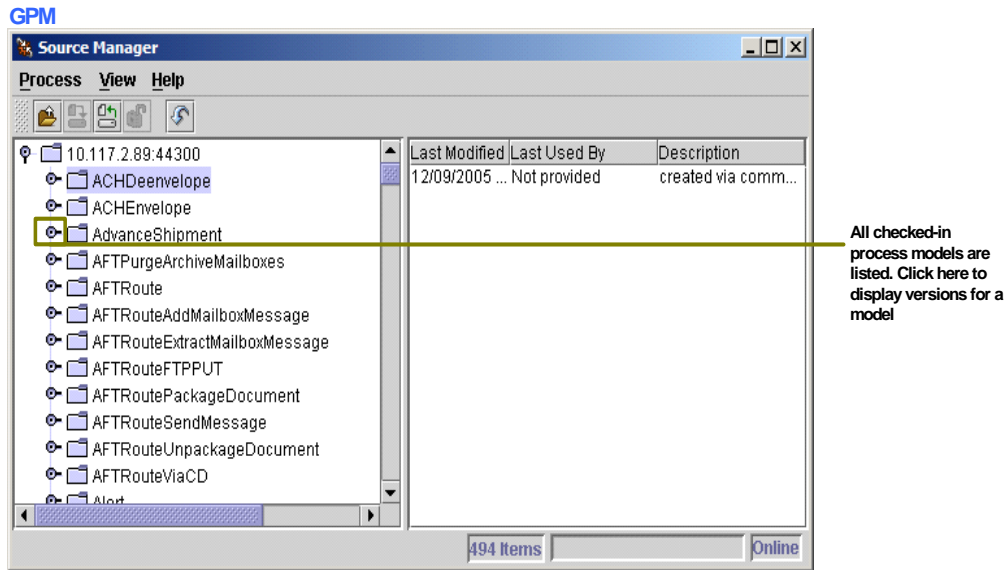 GPM
Source Manager
Process View Help
10.117.2.89:44300
ACHDeenvelope
ACHEnvelope
AdvanceShipment
AFTPurgeArchiveMailboxes
AFTRoute
AFTRouteAddMailboxMessage
AFTRouteExtractMailboxMessage
AFTRouteFTPPUT
AFTRoutePackageDocument
AFTRouteSendMessage
AFTRouteUnpackageDocument
AFTRouteViaCD
Alert
Last Modified Last Used By Description
12/09/2005 ... Not provided created via comm...
494 Items
Online
All checked-in
process models are
listed. Click here to
display versions for a
model